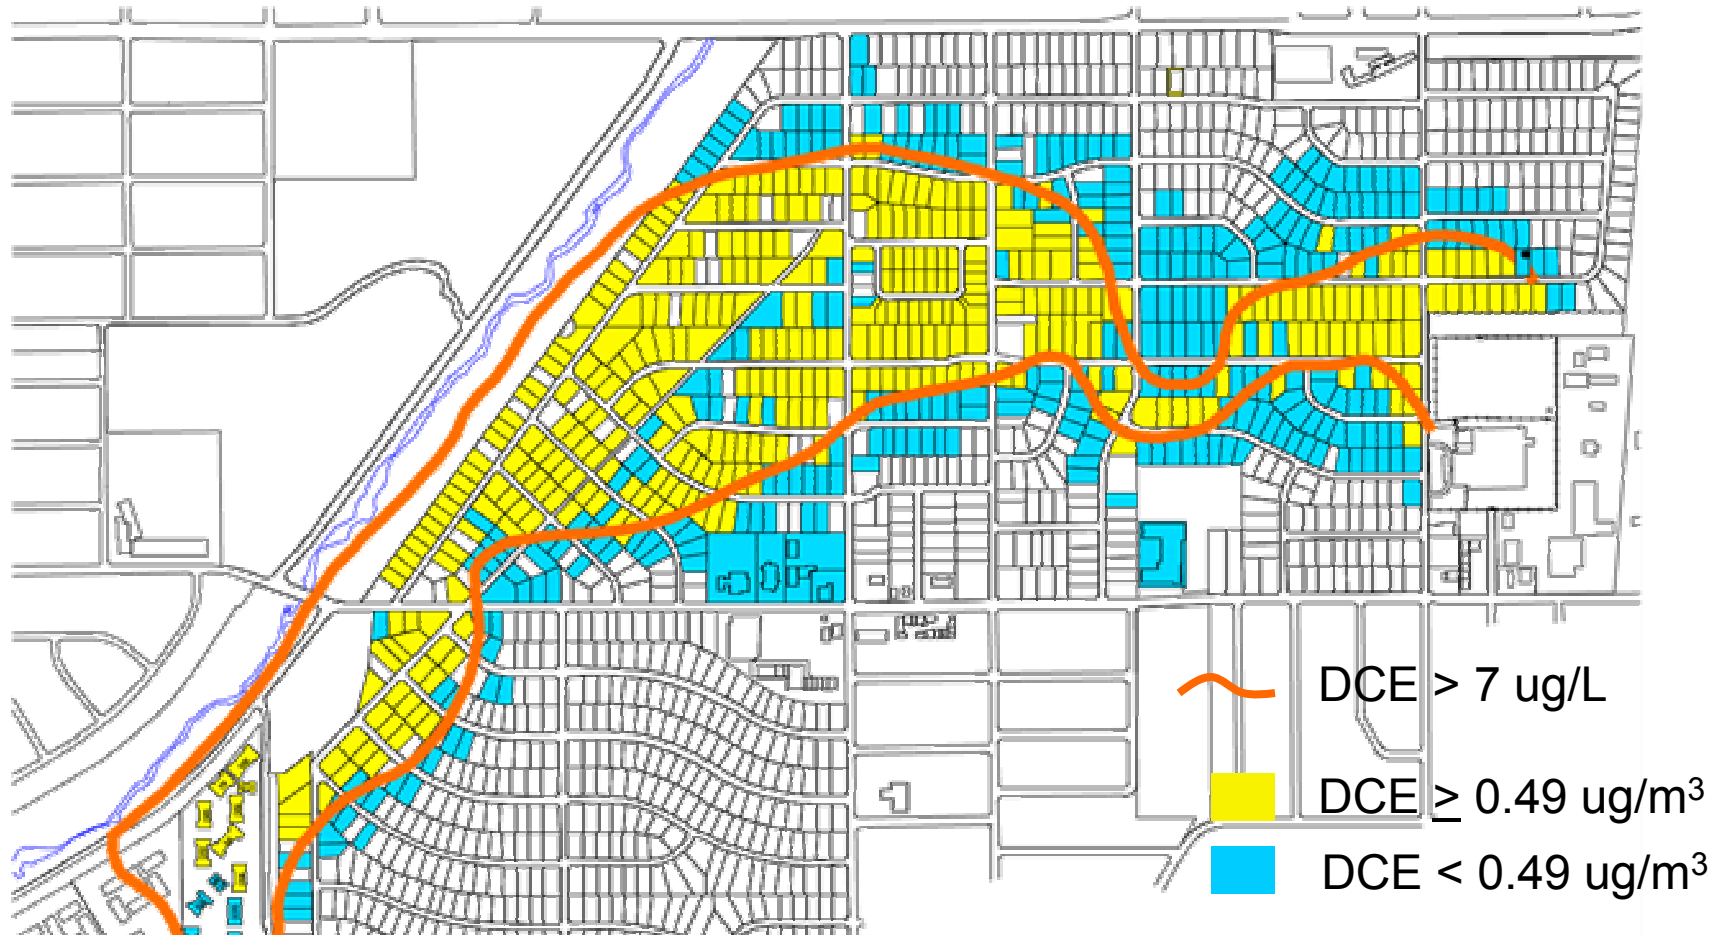 DCE > 7 ug/L
DCE ≥ 0.49 ug/m³
DCE < 0.49 ug/m³